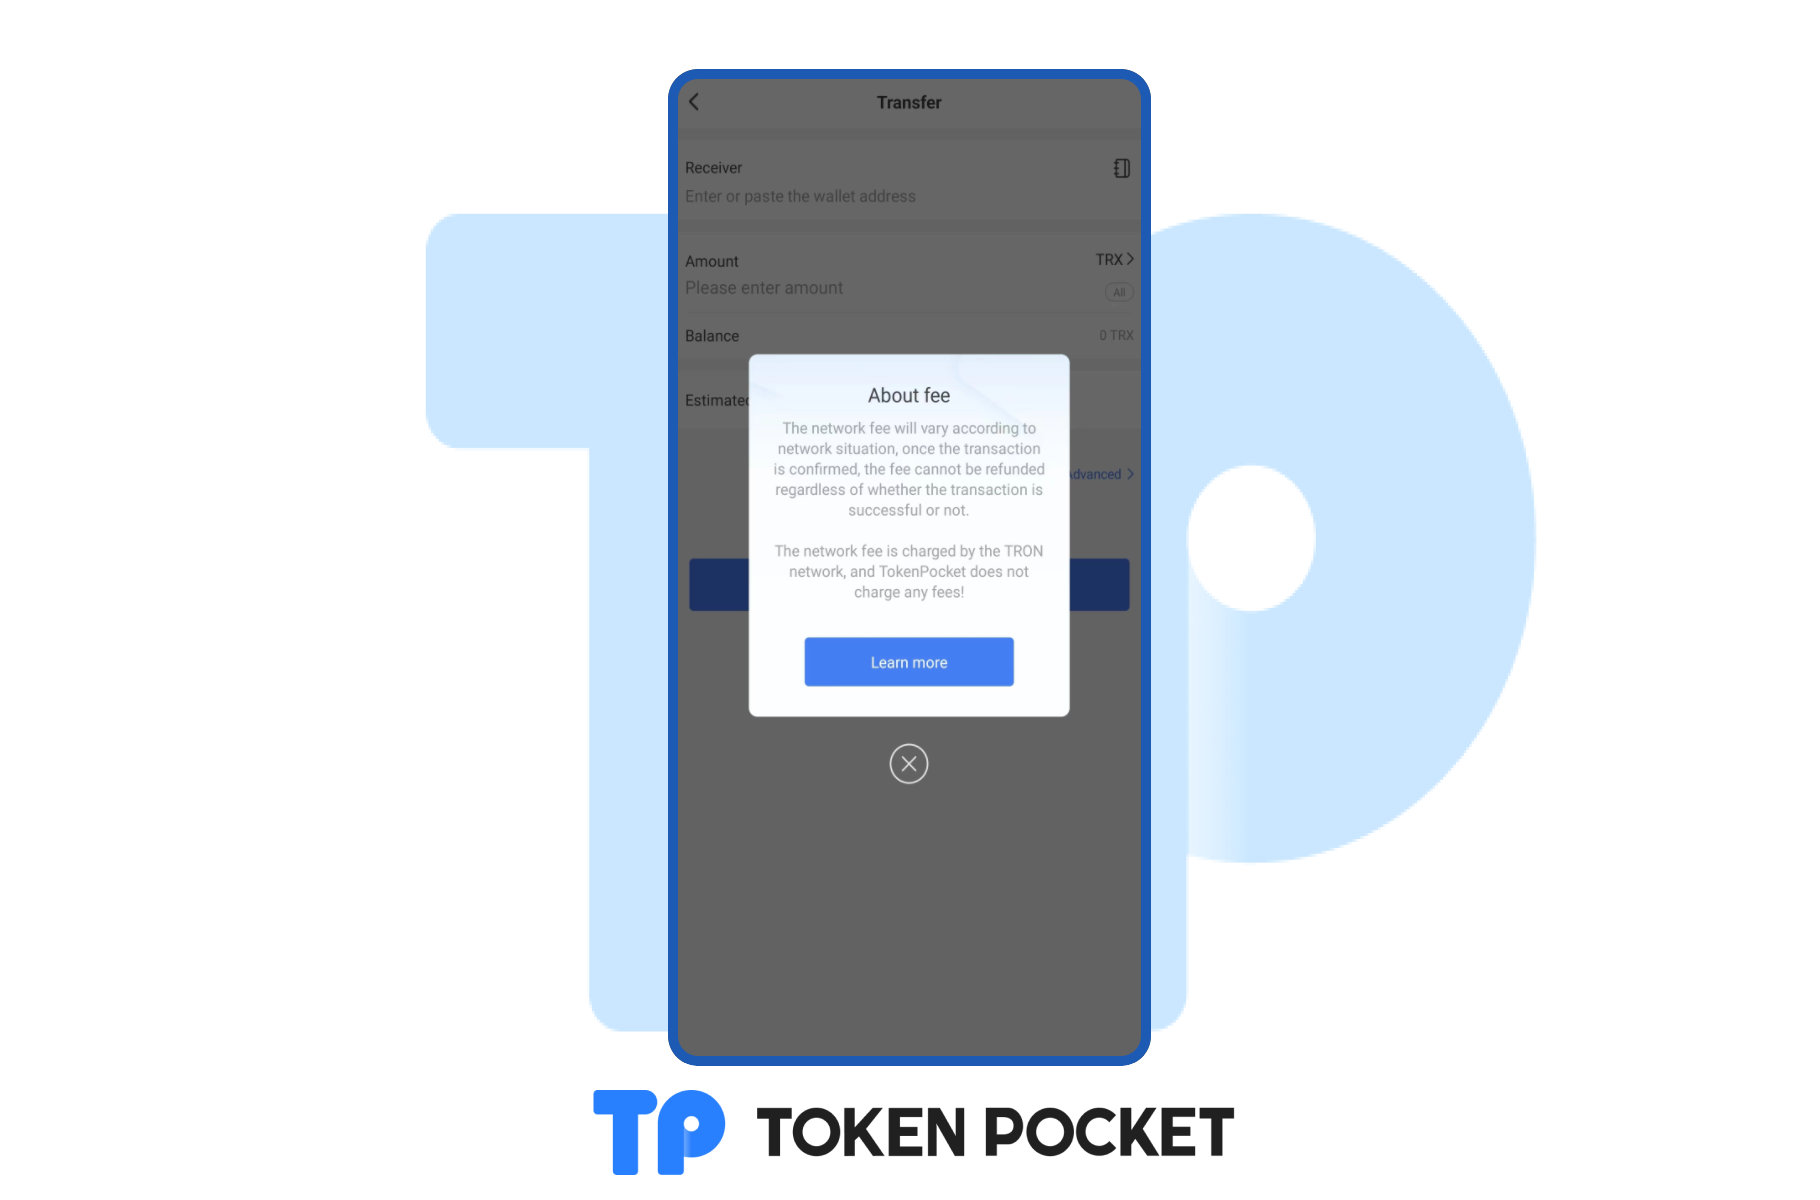 Transfer
Receiver
Enter or paste the wallet address
Amount
TRX
Please enter amount
All
Balance
0 TRX
About fee
The network fee will vary according to
network situation, once the transaction
is confirmed, the fee cannot be refunded
regardless of whether the transaction is
successful or not.
The network fee is charged by the TRON
network, and TokenPocket does not
charge any fees!
Estimated
Advanced
Learn more
TP TOKEN POCKET